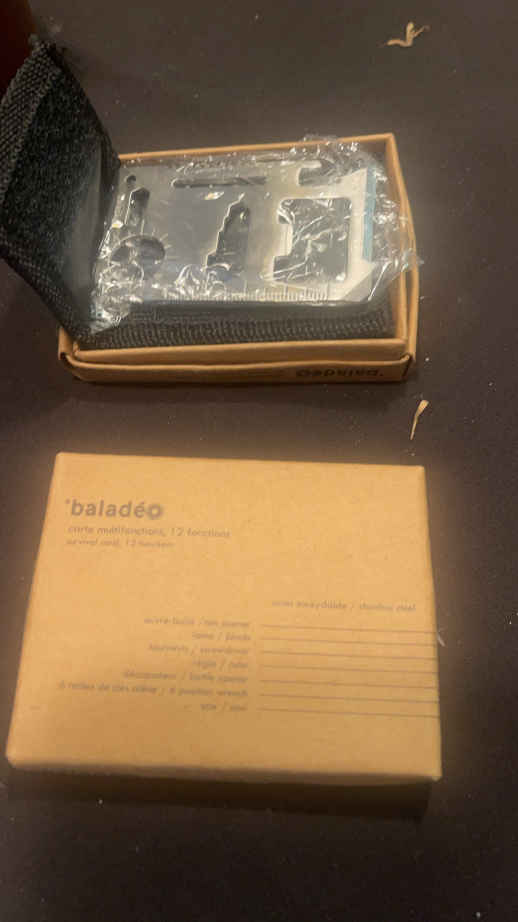 baladéo
°baladéo
carte multifonctions, 12 fonctions
survival card, 12 functions
acier inoxydable / stainless steel
ouvre-boîte / can opener
lame / blade
tournevis / screwdriver
règle / ruler
décapsuleur / bottle opener
6 tailles de clés mixte / 6 position wrench
scie / saw